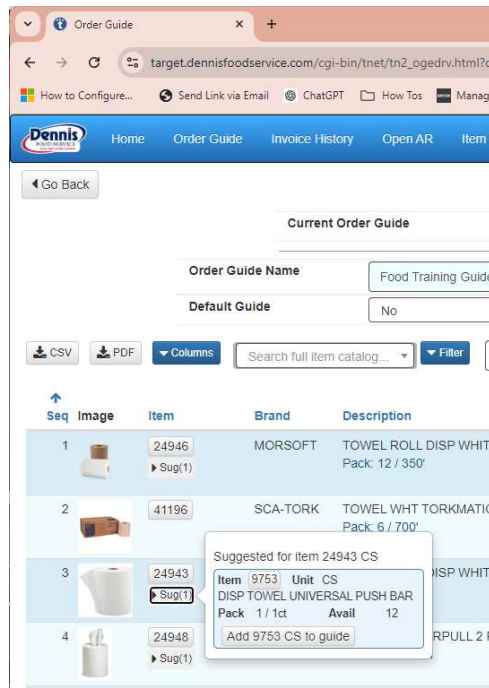 Order Guide × +
target.dennisfoodservice.com/cgi-bin/tnet/tn2_ogedrv.html?
How to Configure... Send Link via Email ChatGPT How Tos Manag
Dennis
FOOD SERVICE
Home Order Guide Invoice History Open AR Item
Go Back
Current Order Guide
Order Guide Name Food Training Guide
Default Guide No
CSV PDF Columns Search full item catalog... Filter
Seq Image Item Brand Description
1 24946 MORSOFT TOWEL ROLL DISP WHIT
Sug(1) Pack: 12 / 350'
2 41196 SCA-TORK TOWEL WHT TORKMATIC
Pack: 6 / 700'
Suggested for item 24943 CS
3 24943 DISP WHIT
Item 9753 Unit CS
Sug(1) DISP TOWEL UNIVERSAL PUSH BAR
Pack 1 / 1ct Avail 12
Add 9753 CS to guide
4 24948 RPULL 2
Sug(1)